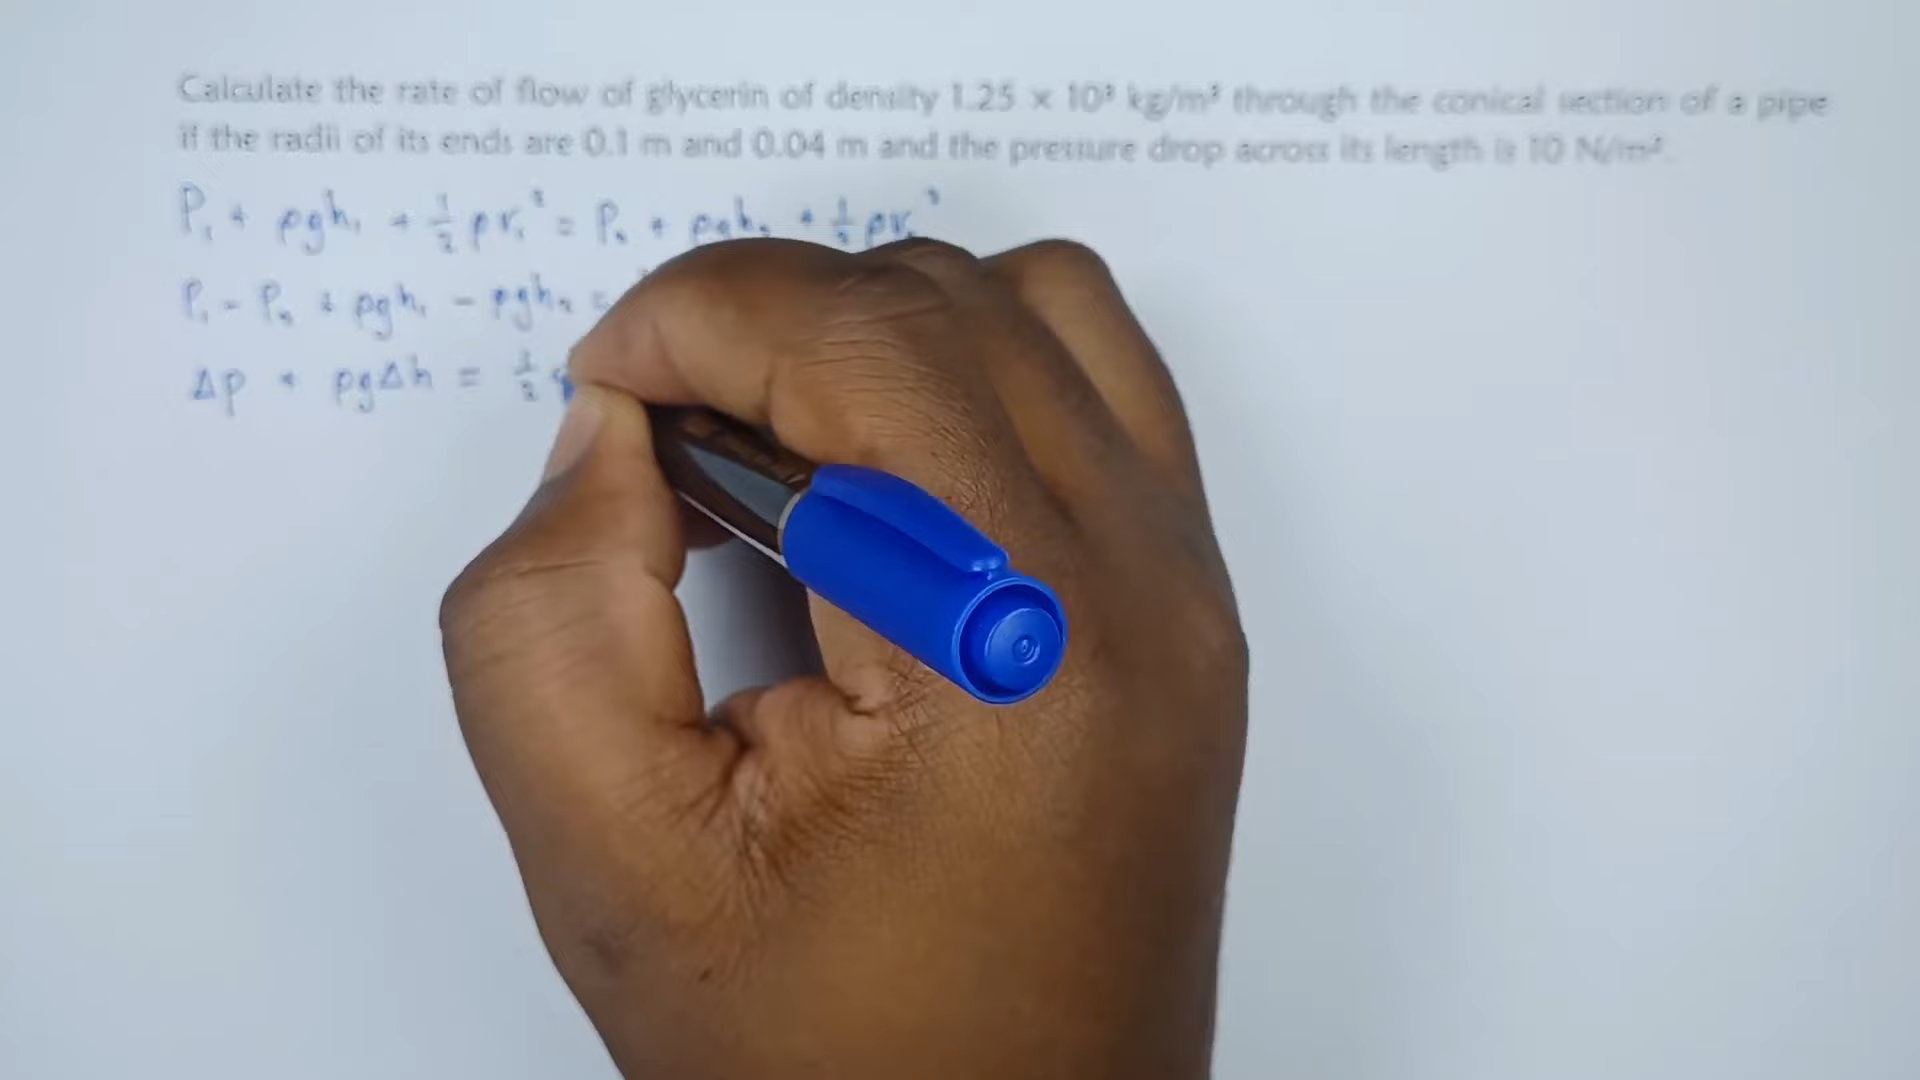 Calculate the rate of flow of glycerin of density 1.25 × 10³ kg/m³ through the conical section of a pipe
if the radii of its ends are 0.1 m and 0.04 m and the pressure drop across its length is 10 N/m².
P₁ + ρgh₁ + ½ρv₁² = P₂ + ρgh₂ + ½ρv₂²
P₁ - P₂ + ρgh₁ - ρgh₂ =
Δp + ρgΔh = ½